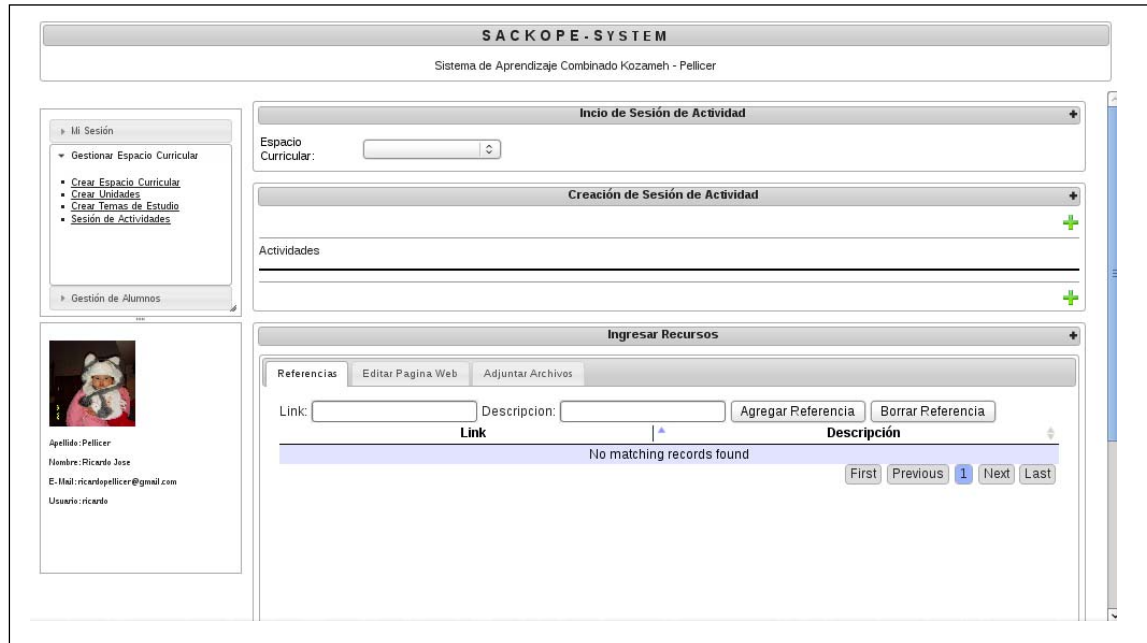 SACKOPE-SYSTEM
Sistema de Aprendizaje Combinado Kozameh - Pellicer
Mi Sesión
Gestionar Espacio Curricular
Crear Espacio Curricular
Crear Unidades
Crear Temas de Estudio
Sesión de Actividades
Gestión de Alumnos
Apellido:Pellicer
Nombre:Ricardo Jose
E-Mail:ricardopellicer@gmail.com
Usuario:ricardo
Incio de Sesión de Actividad
Espacio
Curricular:
Creación de Sesión de Actividad
Actividades
Ingresar Recursos
Referencias Editar Pagina Web Adjuntar Archivos
Link: Descripcion: Agregar Referencia Borrar Referencia
Link Descripción
No matching records found
First Previous 1 Next Last